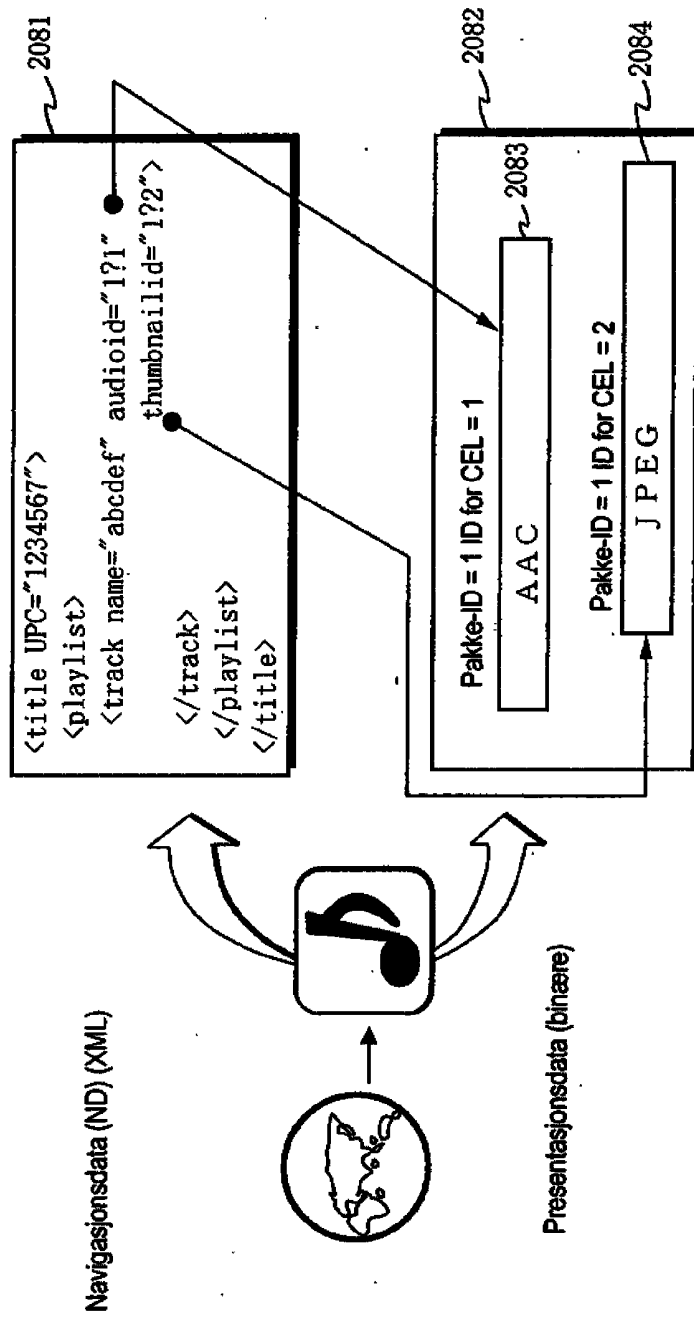 Navigasjonsdata (ND) (XML)
<title UPC="1234567">
<playlist>
<track name="abcdef" audioid="1?1"
thumbnailid="1?2">
</track>
</playlist>
</title>
2081
Presentasjonsdata (binære)
Pakke-ID = 1 ID for CEL = 1
AAC
2083
Pakke-ID = 1 ID for CEL = 2
JPEG
2082
2084